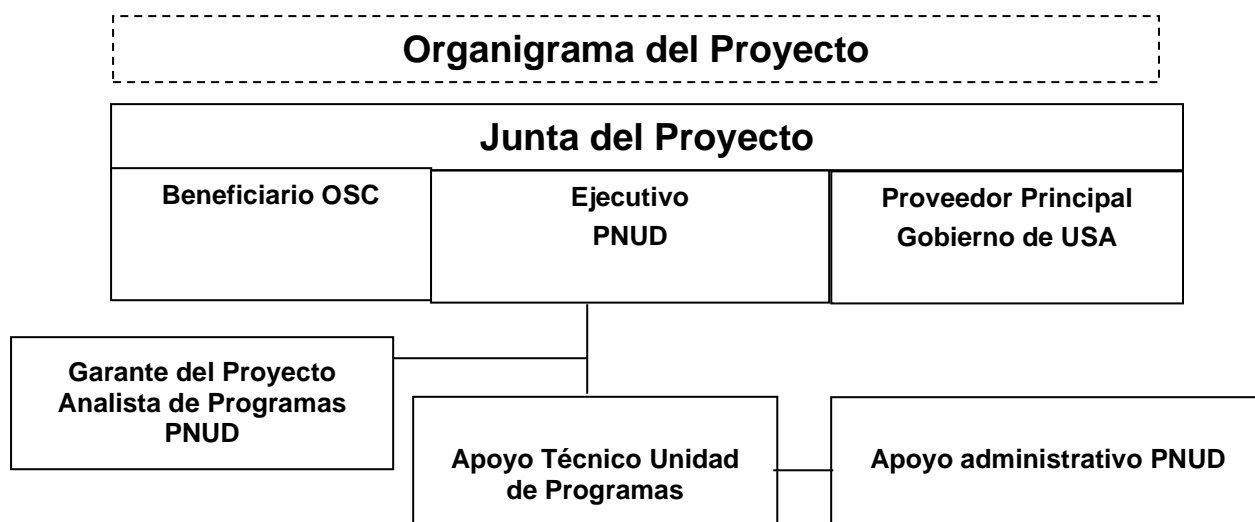 Organigrama del Proyecto
Junta del Proyecto
Beneficiario OSC
Ejecutivo
PNUD
Proveedor Principal
Gobierno de USA
Garante del Proyecto
Analista de Programas
PNUD
Apoyo Técnico Unidad
de Programas
Apoyo administrativo PNUD